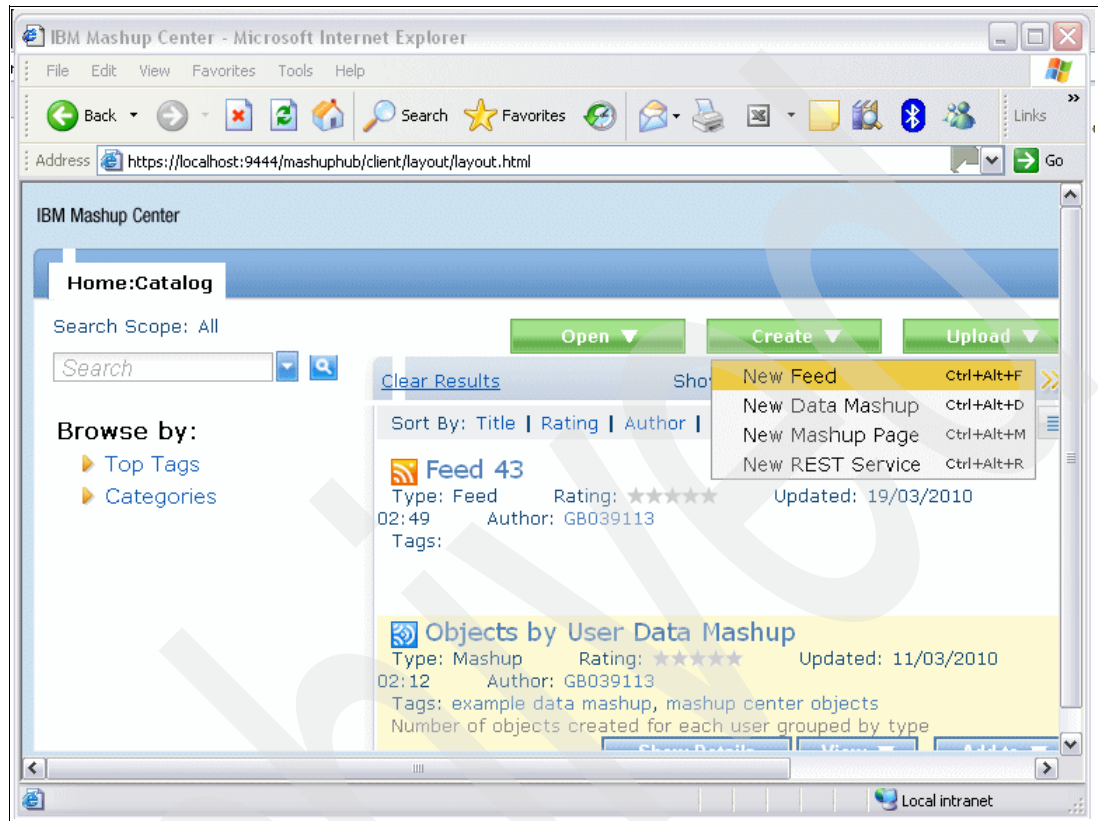 IBM Mashup Center - Microsoft Internet Explorer
File Edit View Favorites Tools Help
Back Search Favorites Links »
Address https://localhost:9444/mashuphub/client/layout/layout.html Go
IBM Mashup Center
Home:Catalog
Search Scope: All
Open Create Upload
Search
Clear Results Sho
New Feed Ctrl+Alt+F
New Data Mashup Ctrl+Alt+D
New Mashup Page Ctrl+Alt+M
New REST Service Ctrl+Alt+R
Browse by:
Top Tags
Categories
Sort By: Title | Rating | Author |
Feed 43
Type: Feed Rating: ★★★★★ Updated: 19/03/2010
02:49 Author: GB039113
Tags:
Objects by User Data Mashup
Type: Mashup Rating: ★★★★★ Updated: 11/03/2010
02:12 Author: GB039113
Tags: example data mashup, mashup center objects
Number of objects created for each user grouped by type
Show Details View Add to
Local intranet